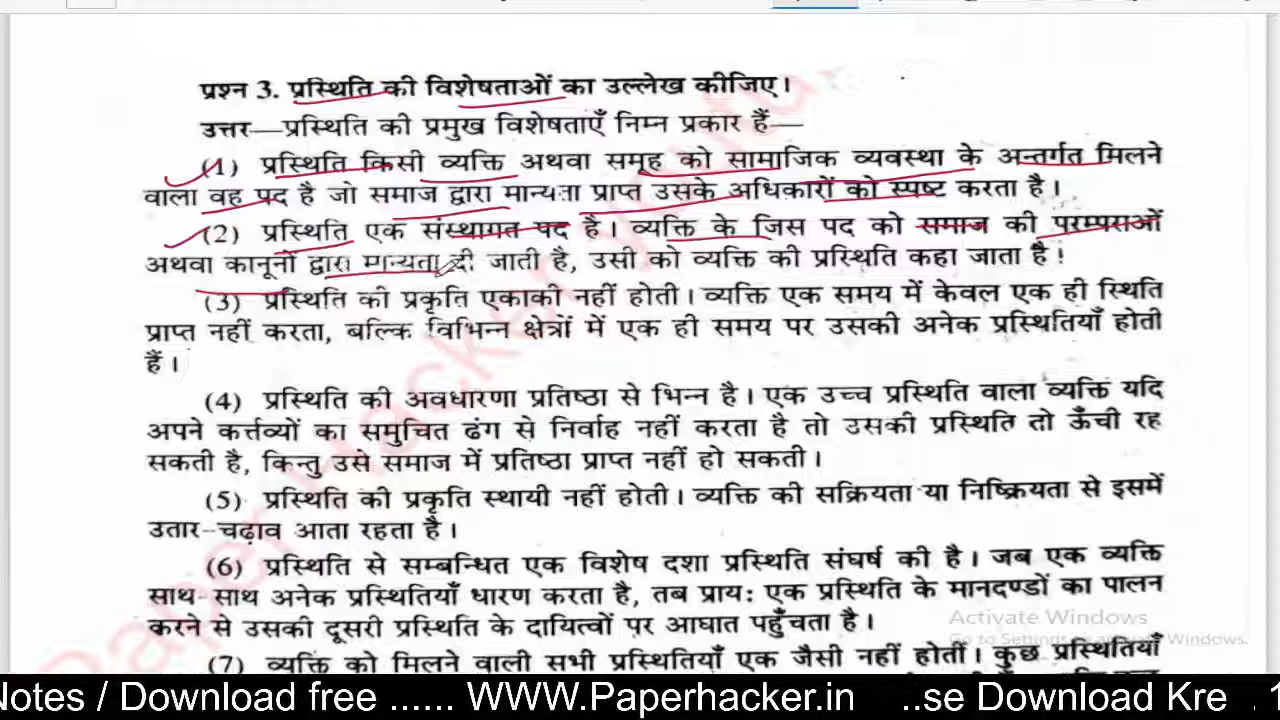 प्रश्न 3. प्रस्थिति की विशेषताओं का उल्लेख कीजिए।
उत्तर—प्रस्थिति की प्रमुख विशेषताएँ निम्न प्रकार हैं—
(1) प्रस्थिति किसी व्यक्ति अथवा समूह को सामाजिक व्यवस्था के अन्तर्गत मिलने
वाला वह पद है जो समाज द्वारा मान्यता प्राप्त उसके अधिकारों को स्पष्ट करता है।
(2) प्रस्थिति एक संस्थागत पद है। व्यक्ति के जिस पद को समाज की परम्पराओं
अथवा कानूनों द्वारा मान्यता दी जाती है, उसी को व्यक्ति की प्रस्थिति कहा जाता है।
(3) प्रस्थिति की प्रकृति एकाकी नहीं होती। व्यक्ति एक समय में केवल एक ही स्थिति
प्राप्त नहीं करता, बल्कि विभिन्न क्षेत्रों में एक ही समय पर उसकी अनेक प्रस्थितियाँ होती
हैं।
(4) प्रस्थिति की अवधारणा प्रतिष्ठा से भिन्न है। एक उच्च प्रस्थिति वाला व्यक्ति यदि
अपने कर्त्तव्यों का समुचित ढंग से निर्वाह नहीं करता है तो उसकी प्रस्थिति तो ऊँची रह
सकती है, किन्तु उसे समाज में प्रतिष्ठा प्राप्त नहीं हो सकती।
(5) प्रस्थिति की प्रकृति स्थायी नहीं होती। व्यक्ति की सक्रियता या निष्क्रियता से इसमें
उतार-चढ़ाव आता रहता है।
(6) प्रस्थिति से सम्बन्धित एक विशेष दशा प्रस्थिति संघर्ष की है। जब एक व्यक्ति
साथ-साथ अनेक प्रस्थितियाँ धारण करता है, तब प्रायः एक प्रस्थिति के मानदण्डों का पालन
करने से उसकी दूसरी प्रस्थिति के दायित्वों पर आघात पहुँचता है।
Activate Windows
Go to Settings to activate Windows.
(7) व्यक्ति को मिलने वाली सभी प्रस्थितियाँ एक जैसी नहीं होतीं। कुछ प्रस्थितियाँ
Notes / Download free ...... WWW.Paperhacker.in ..se Download Kre